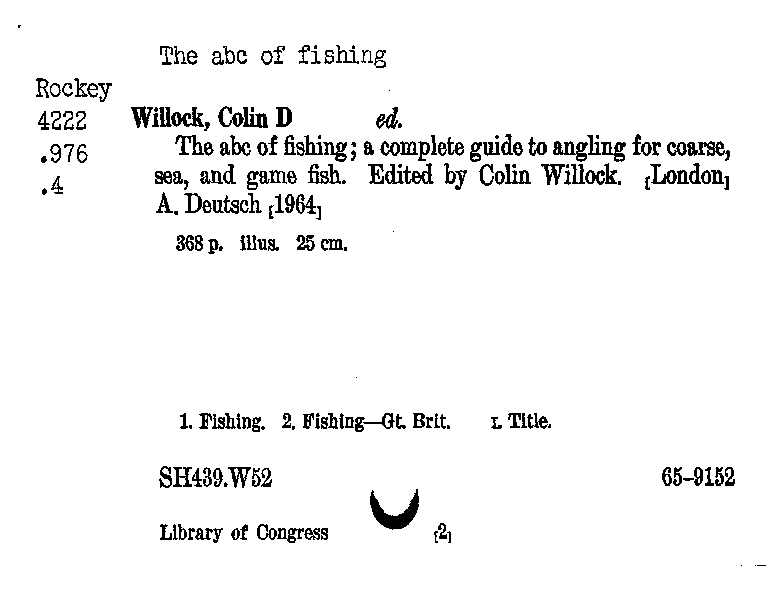 The abc of fishing
Rockey
4222 Willock, Colin D ed.
.976 The abc of fishing; a complete guide to angling for coarse,
.4 sea, and game fish. Edited by Colin Willock. [London]
A. Deutsch [1964]
368 p. illus. 25 cm.
1. Fishing. 2. Fishing—Gt. Brit. I. Title.
SH439.W52 65-9152
Library of Congress [2]